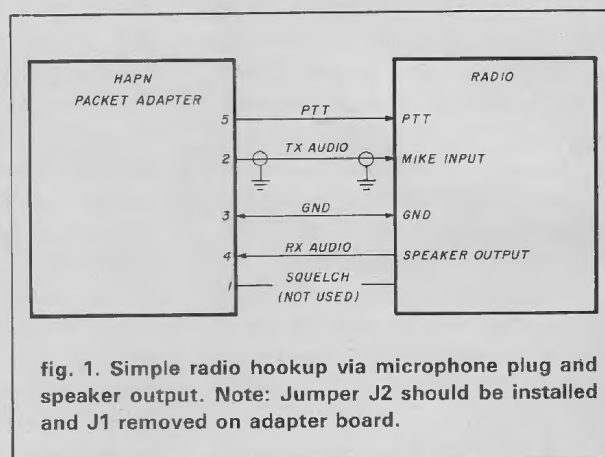 HAPN
PACKET ADAPTER
RADIO
5 PTT PTT
2 TX AUDIO MIKE INPUT
3 GND GND
4 RX AUDIO SPEAKER OUTPUT
1 SQUELCH
(NOT USED)
fig. 1. Simple radio hookup via microphone plug and
speaker output. Note: Jumper J2 should be installed
and J1 removed on adapter board.